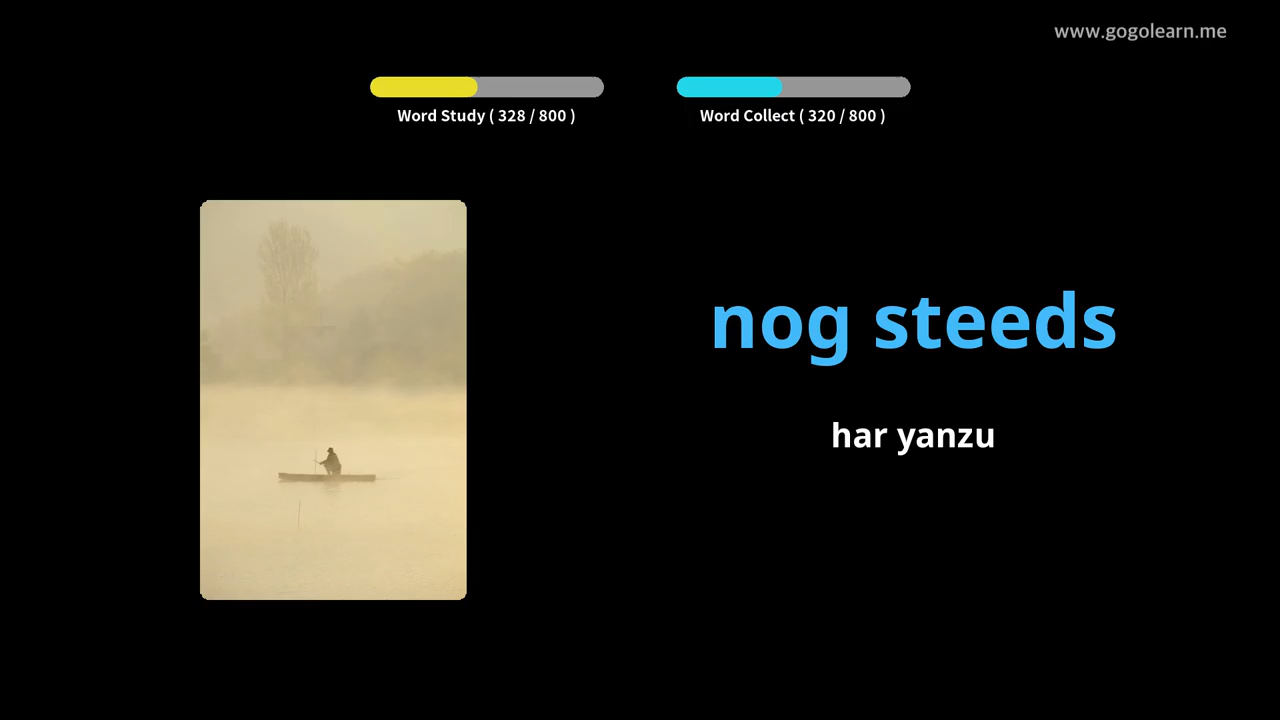 www.gogolearn.me
Word Study ( 328 / 800 )
Word Collect ( 320 / 800 )
nog steeds
har yanzu